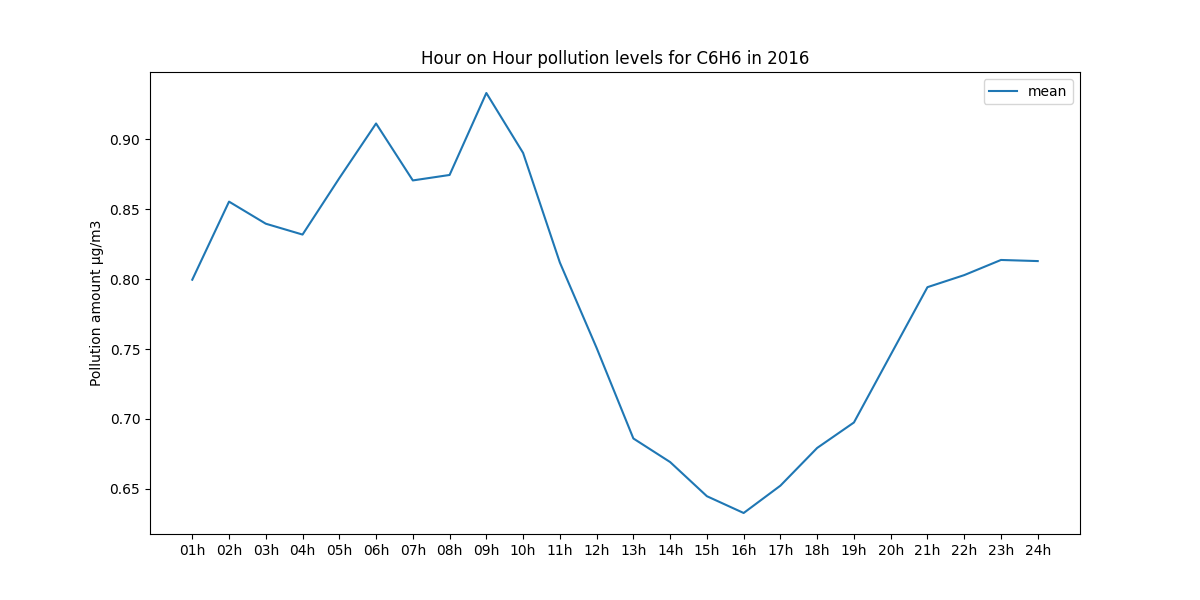 Hour on Hour pollution levels for C6H6 in 2016
mean
Pollution amount µg/m3
0.90
0.85
0.80
0.75
0.70
0.65
01h 02h 03h 04h 05h 06h 07h 08h 09h 10h 11h 12h 13h 14h 15h 16h 17h 18h 19h 20h 21h 22h 23h 24h